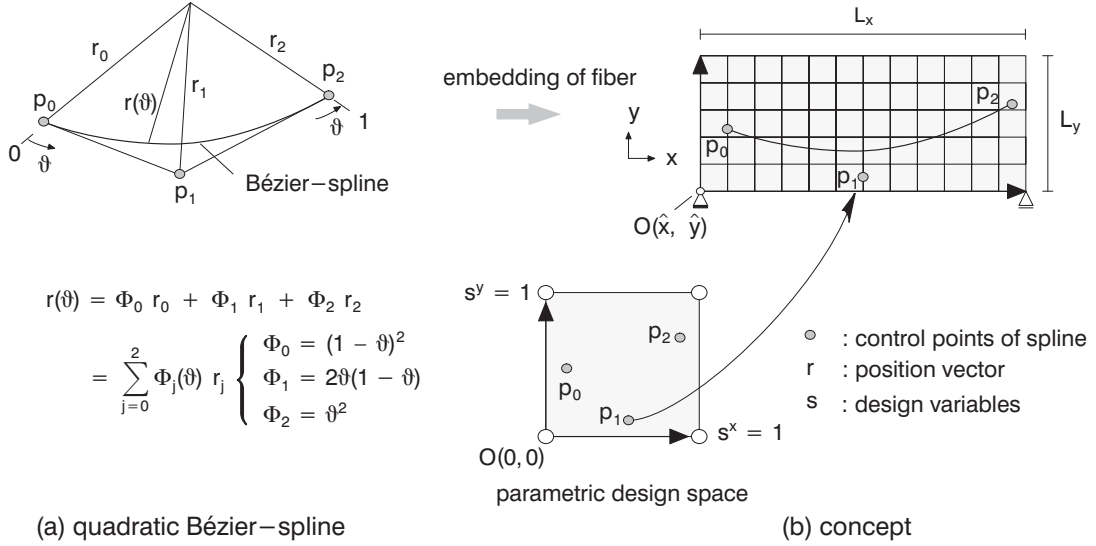 r₀
r₂
r₁
r(ϑ)
p₀
p₂
0
ϑ
ϑ
1
p₁
Bézier−spline
embedding of fiber
y
x
Lₓ
L_y
p₀
p₂
p₁
O(x̂, ŷ)
r(ϑ) = Φ₀ r₀ + Φ₁ r₁ + Φ₂ r₂
= ∑_{j=0}^{2} Φⱼ(ϑ) rⱼ { Φ₀ = (1 − ϑ)²
Φ₁ = 2ϑ(1 − ϑ)
Φ₂ = ϑ²
sʸ = 1
p₂
p₀
p₁
O(0, 0)
sˣ = 1
parametric design space
: control points of spline
r : position vector
s : design variables
(a) quadratic Bézier−spline
(b) concept